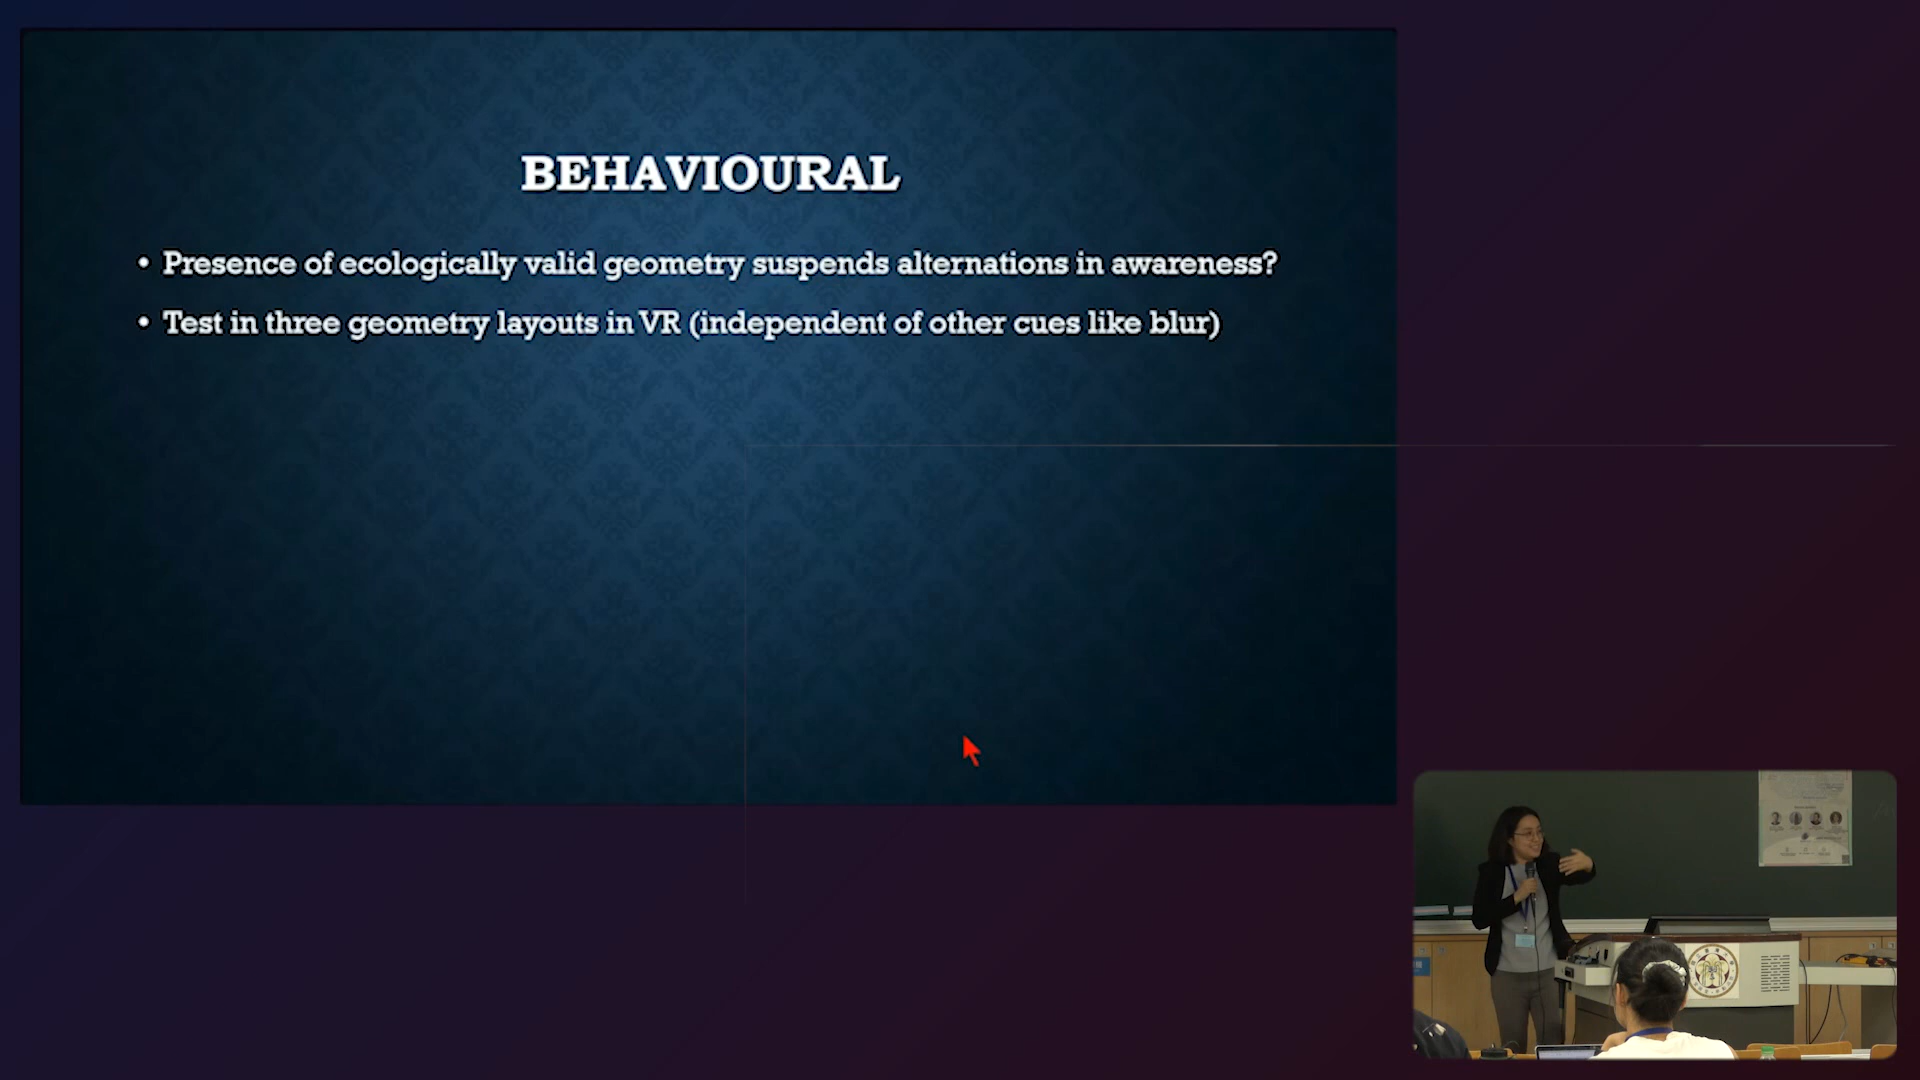 BEHAVIOURAL
• Presence of ecologically valid geometry suspends alternations in awareness?
• Test in three geometry layouts in VR (independent of other cues like blur)